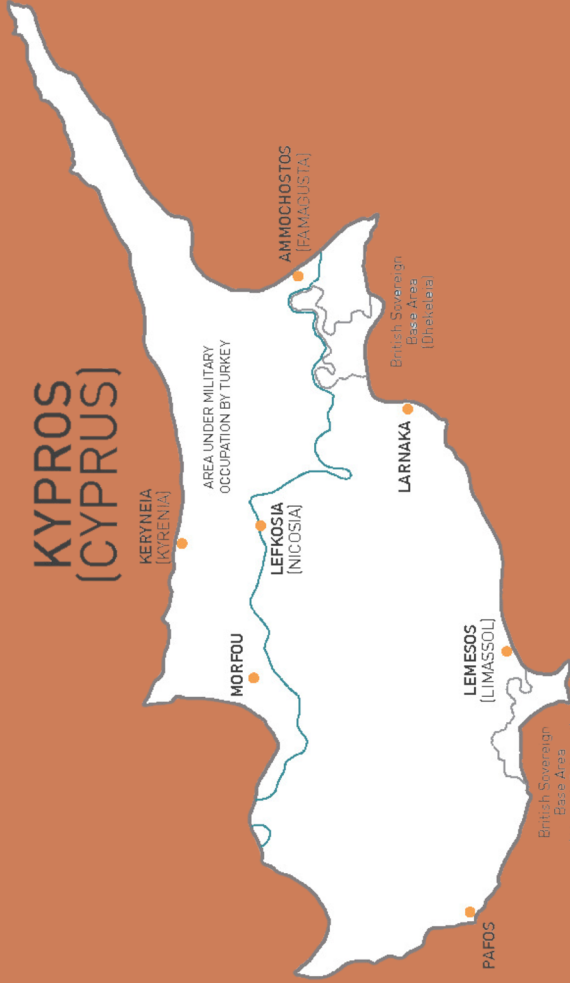 KYPROS
(CYPRUS)
KERYNEIA
(KYRENIA)
AREA UNDER MILITARY
OCCUPATION BY TURKEY
AMMOCHOSTOS
(FAMAGUSTA)
MORFOU
LEFKOSIA
(NICOSIA)
British Sovereign
Base Area
(Dhekeleia)
LARNAKA
LEMESOS
(LIMASSOL)
PAFOS
British Sovereign
Base Area